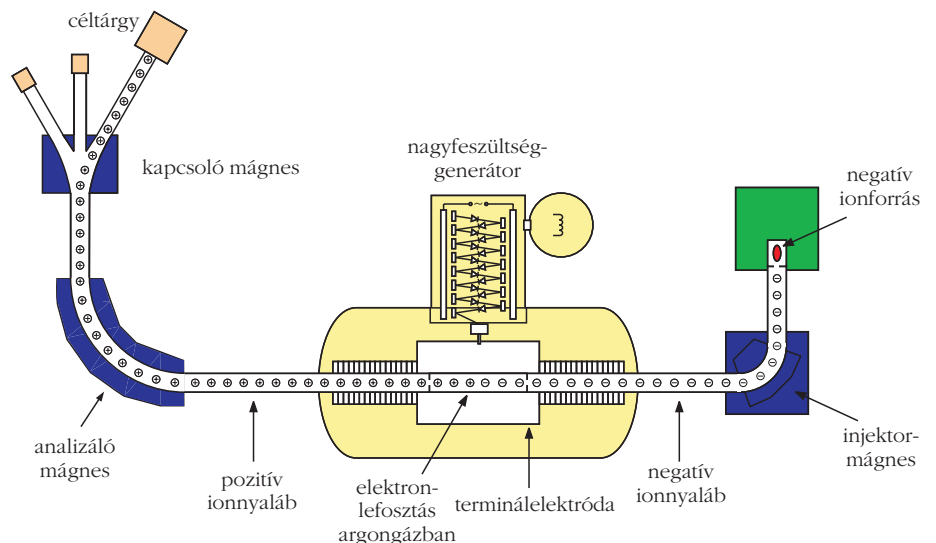 céltárgy
kapcsoló mágnes
nagyfeszültség-
generátor
negatív
ionforrás
analizáló
mágnes
pozitív
ionnyaláb
elektron-
lefosztás
argongázban
terminálelektróda
negatív
ionnyaláb
injektor-
mágnes